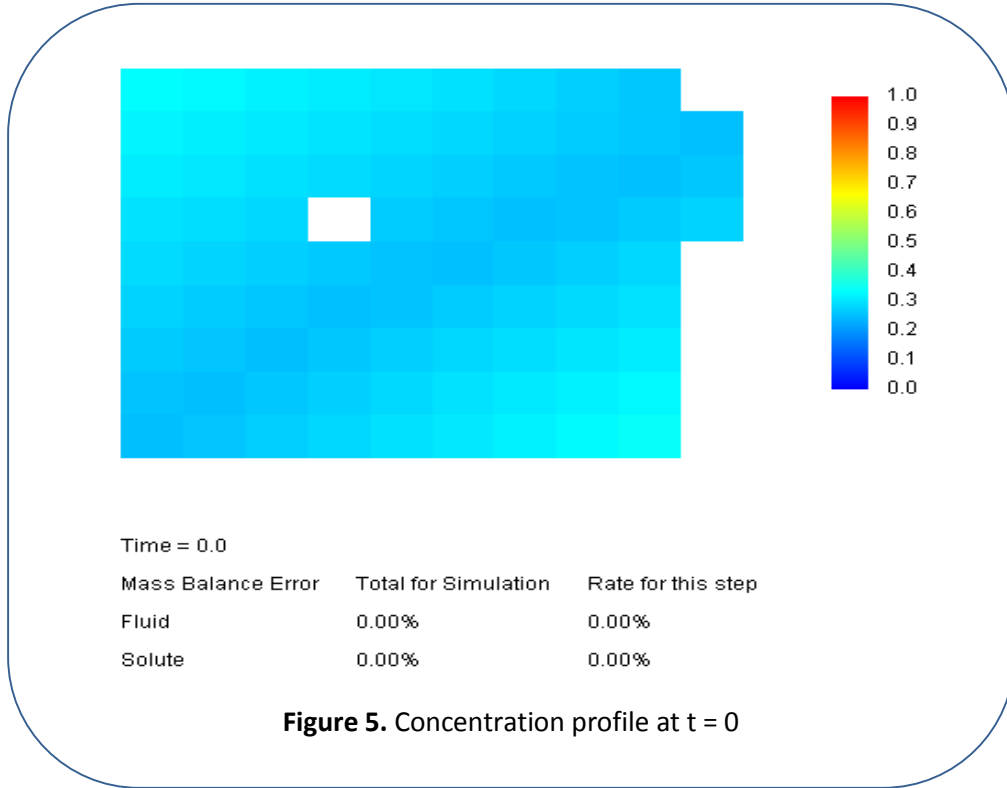 1.0
0.9
0.8
0.7
0.6
0.5
0.4
0.3
0.2
0.1
0.0
Time = 0.0
Mass Balance Error Total for Simulation Rate for this step
Fluid 0.00% 0.00%
Solute 0.00% 0.00%
Figure 5. Concentration profile at t = 0